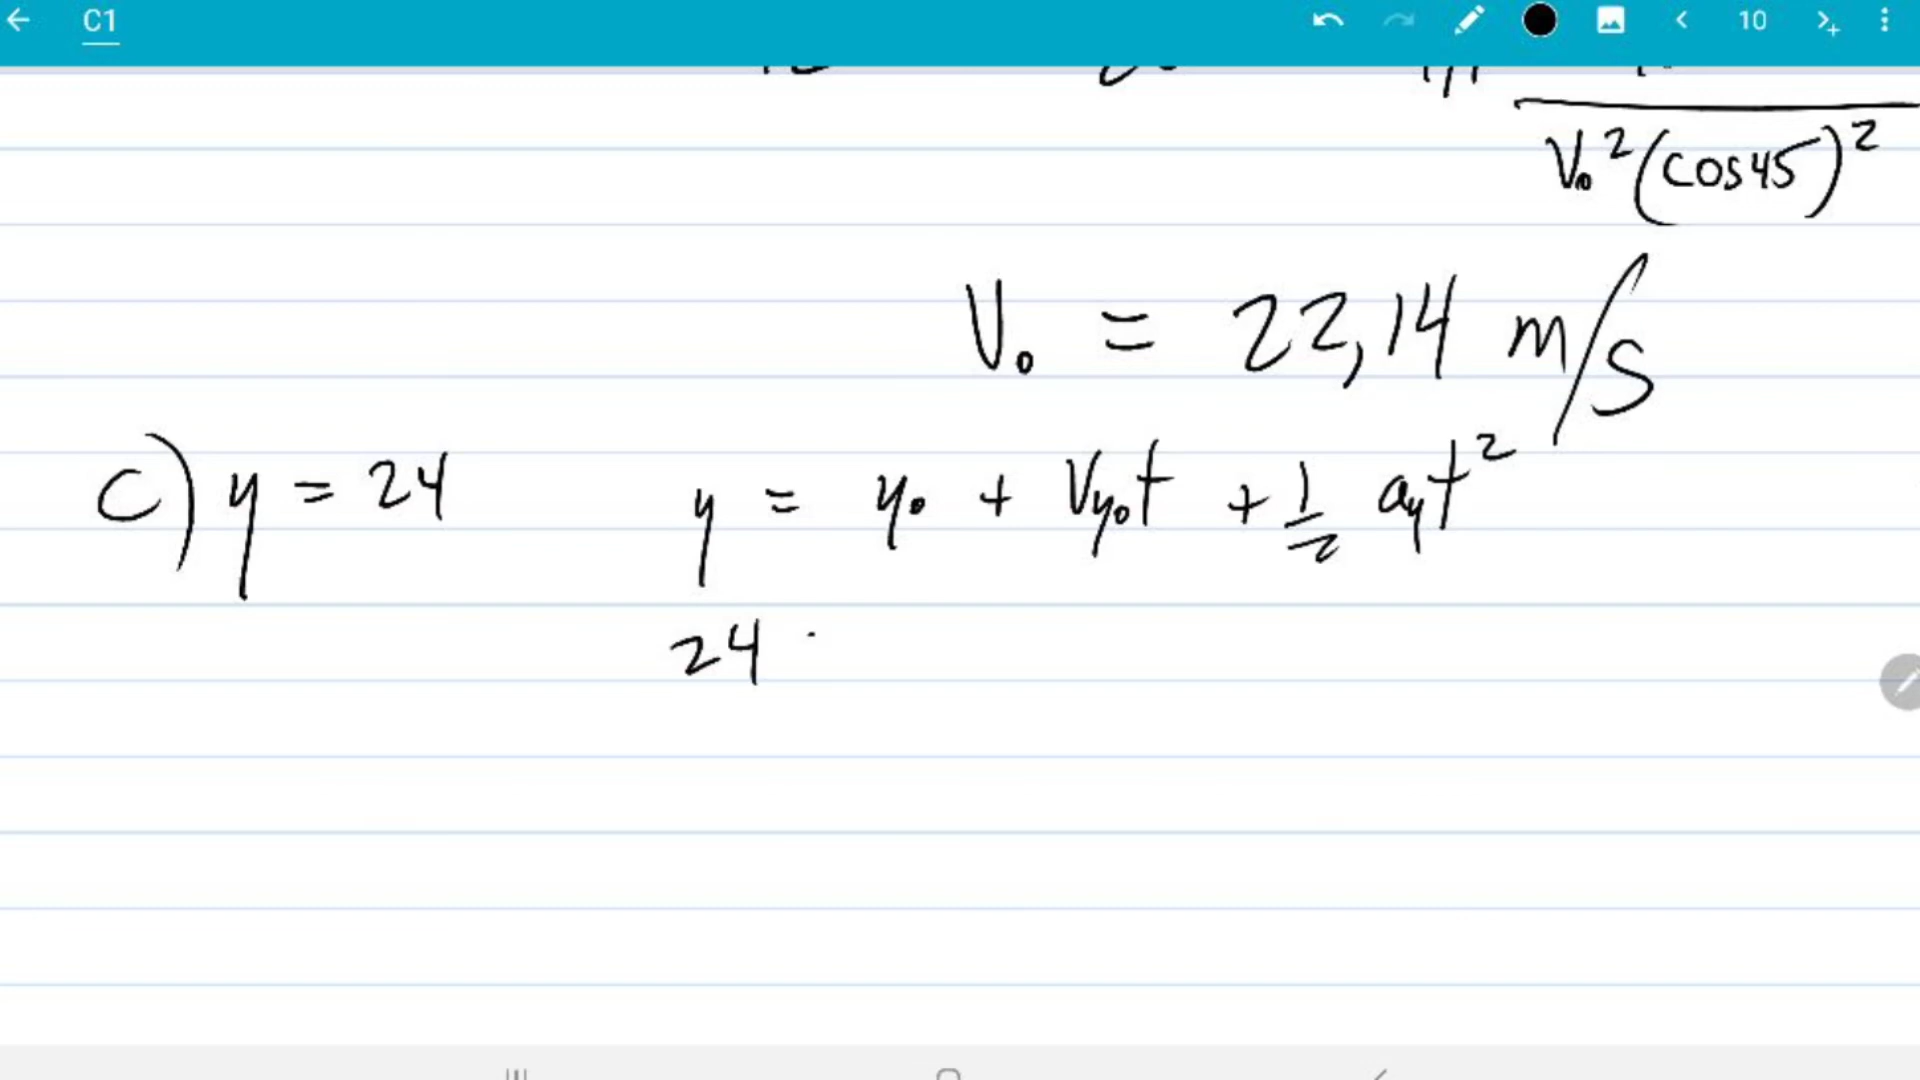 C1
10
V₀²(cos45)²
V₀ = 22,14 m/s
c) y = 24 y = y₀ + Vy₀t + 1/2 ayt²
24